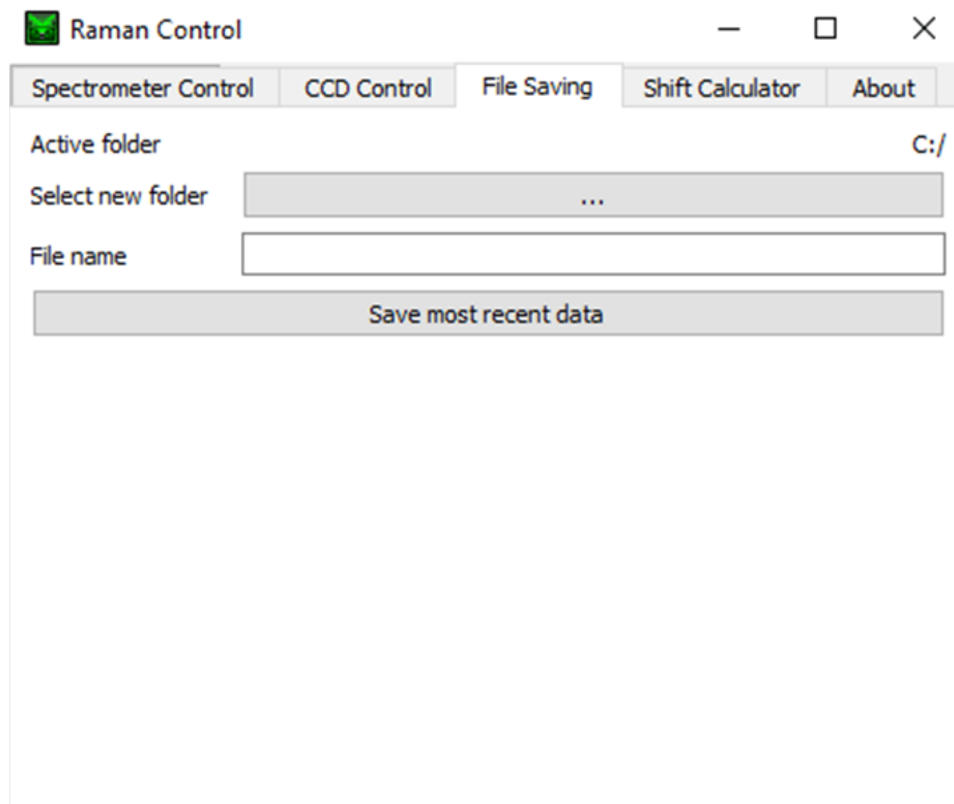 Raman Control
Spectrometer Control CCD Control File Saving Shift Calculator About
Active folder C:/
Select new folder ...
File name
Save most recent data